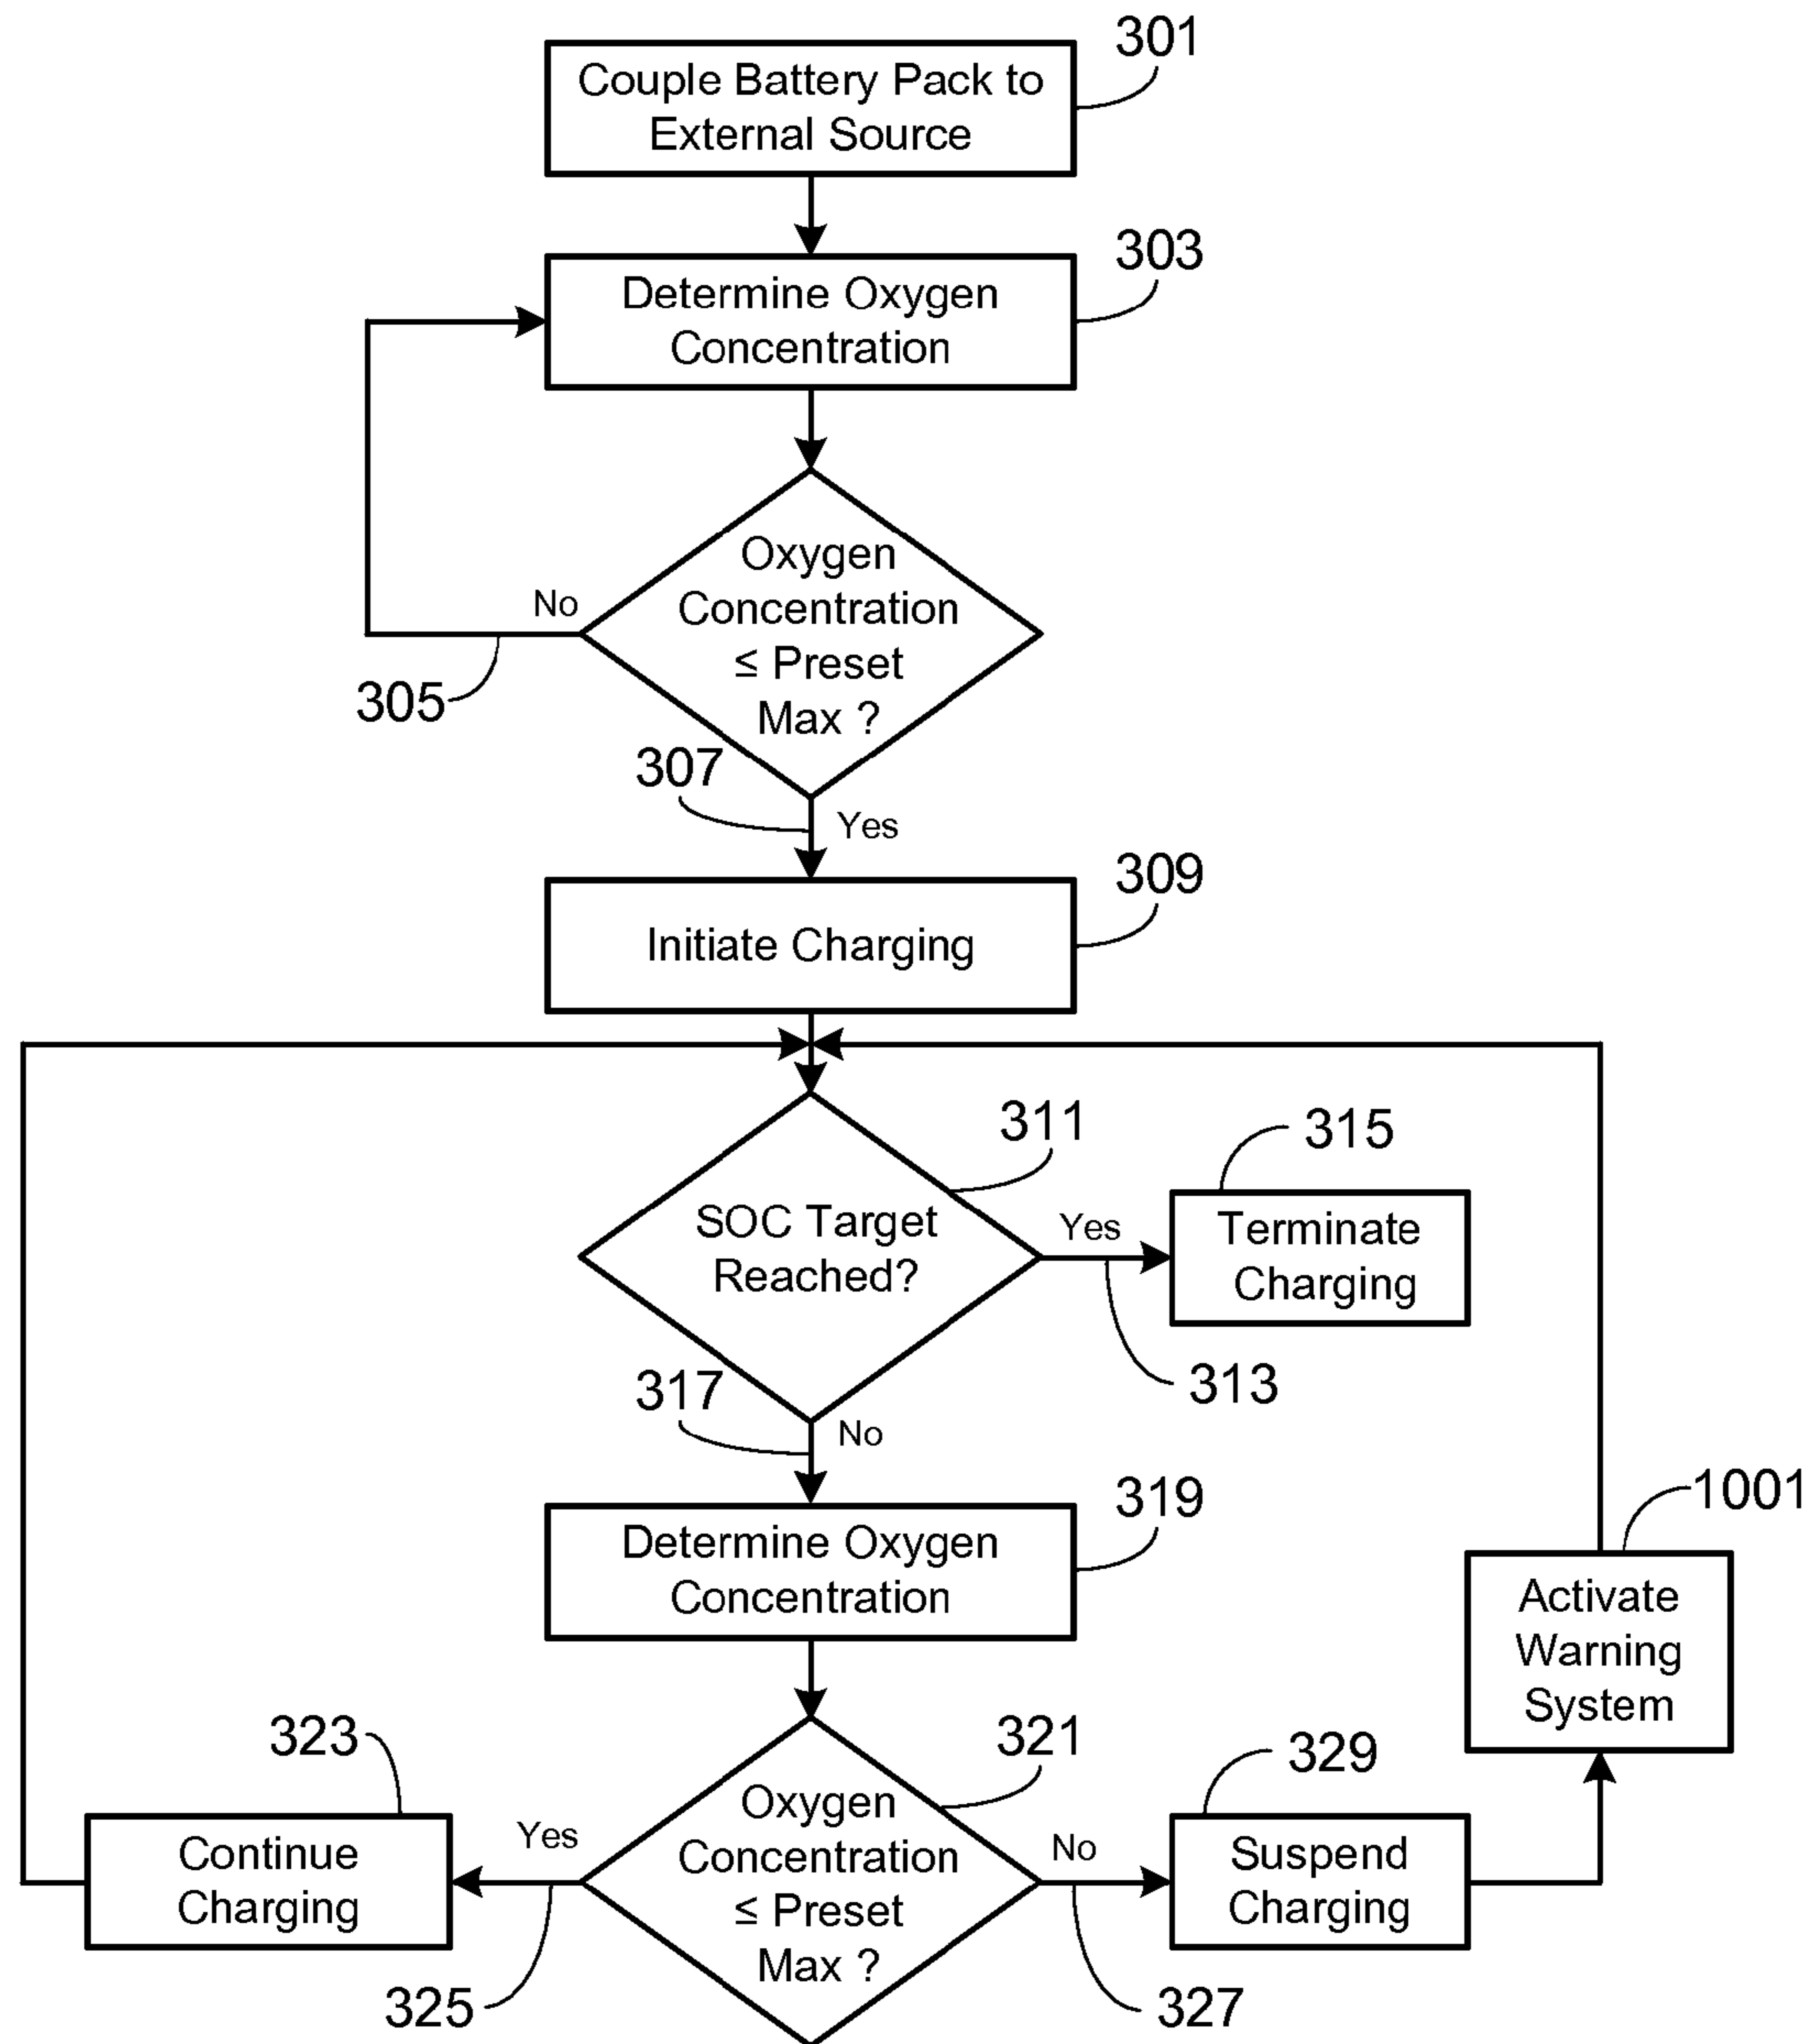 301
Couple Battery Pack to
External Source
303
Determine Oxygen
Concentration
Oxygen
Concentration
≤ Preset
Max ?
No
305
307
Yes
309
Initiate Charging
311
SOC Target
Reached?
Yes
315
Terminate
Charging
313
317
No
319
Determine Oxygen
Concentration
1001
Activate
Warning
System
321
Oxygen
Concentration
≤ Preset
Max ?
323
Yes
Continue
Charging
325
No
329
Suspend
Charging
327